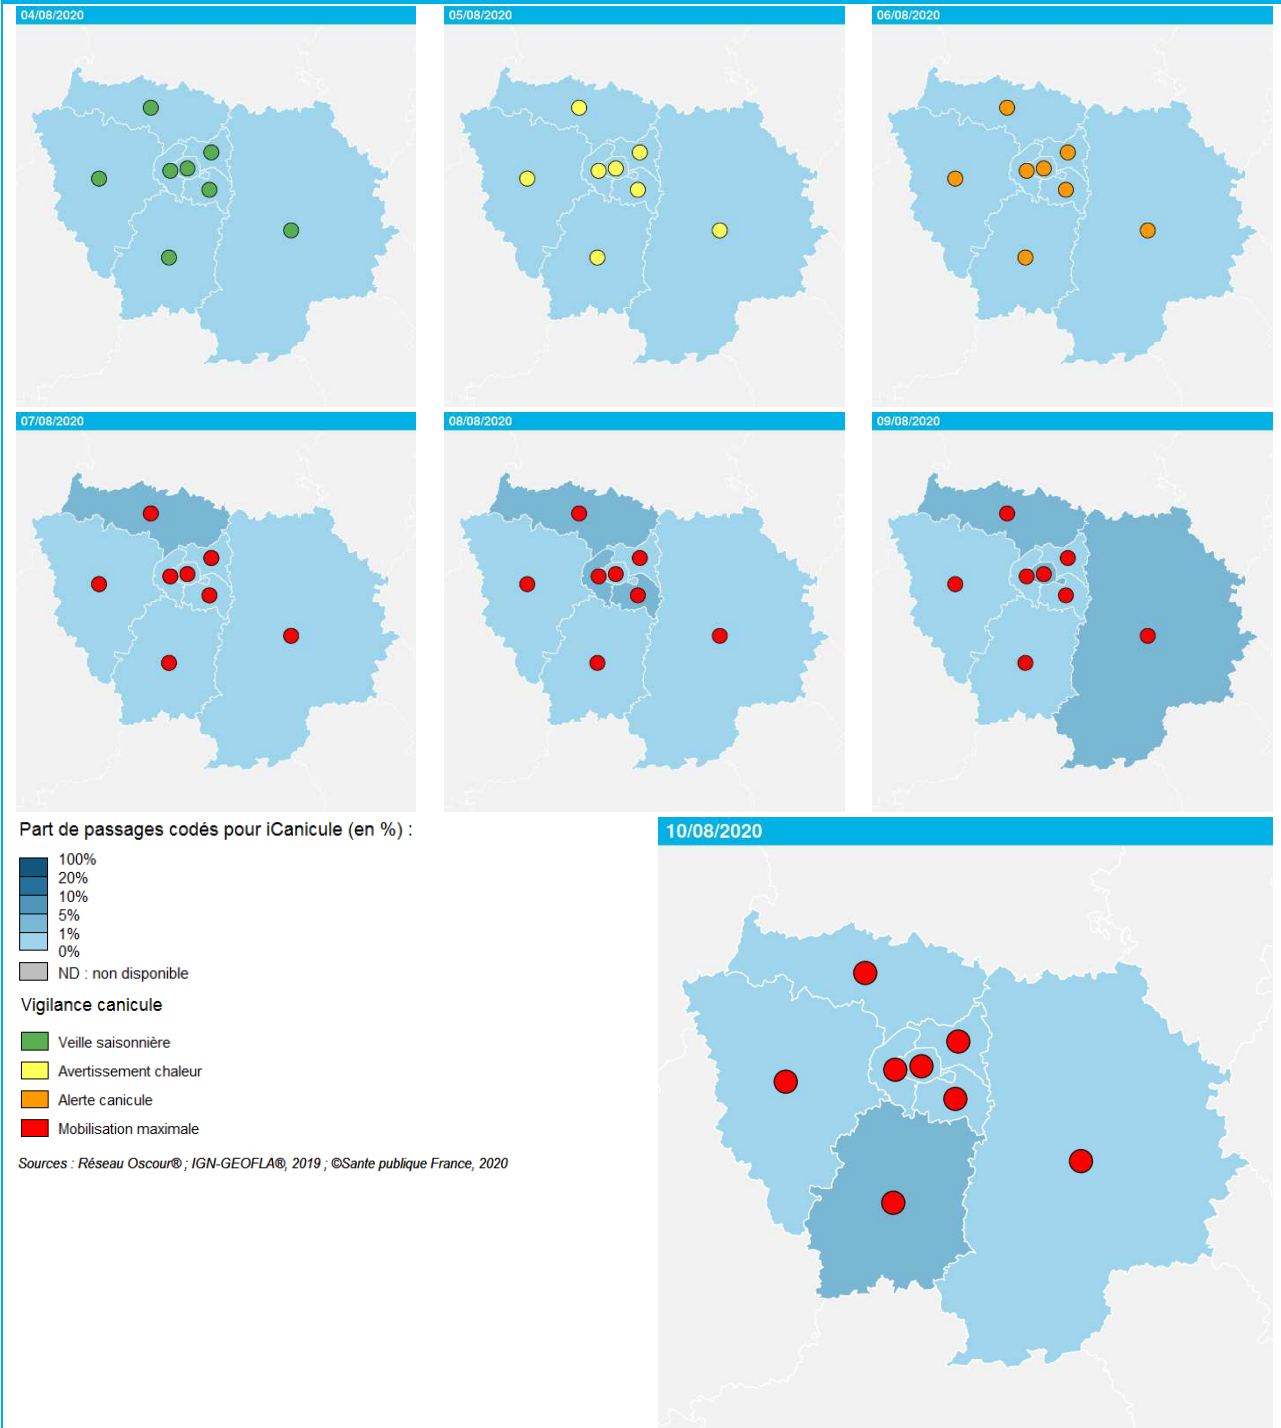 04/08/2020
05/08/2020
06/08/2020
07/08/2020
08/08/2020
09/08/2020
Part de passages codés pour iCanicule (en %) :
100%
20%
10%
5%
1%
0%
ND : non disponible
Vigilance canicule
Veille saisonnière
Avertissement chaleur
Alerte canicule
Mobilisation maximale
Sources : Réseau Oscour® ; IGN-GEOFLA®, 2019 ; ©Sante publique France, 2020
10/08/2020